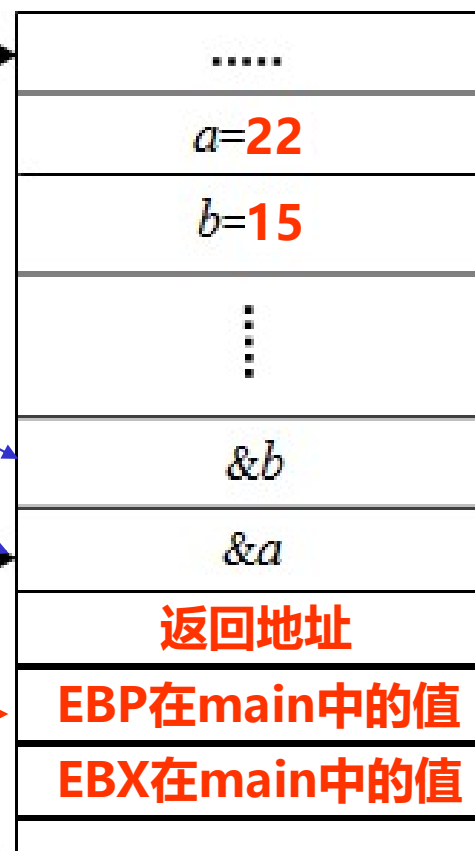 .....
a=22
b=15
&b
&a
返回地址
EBP在main中的值
EBX在main中的值